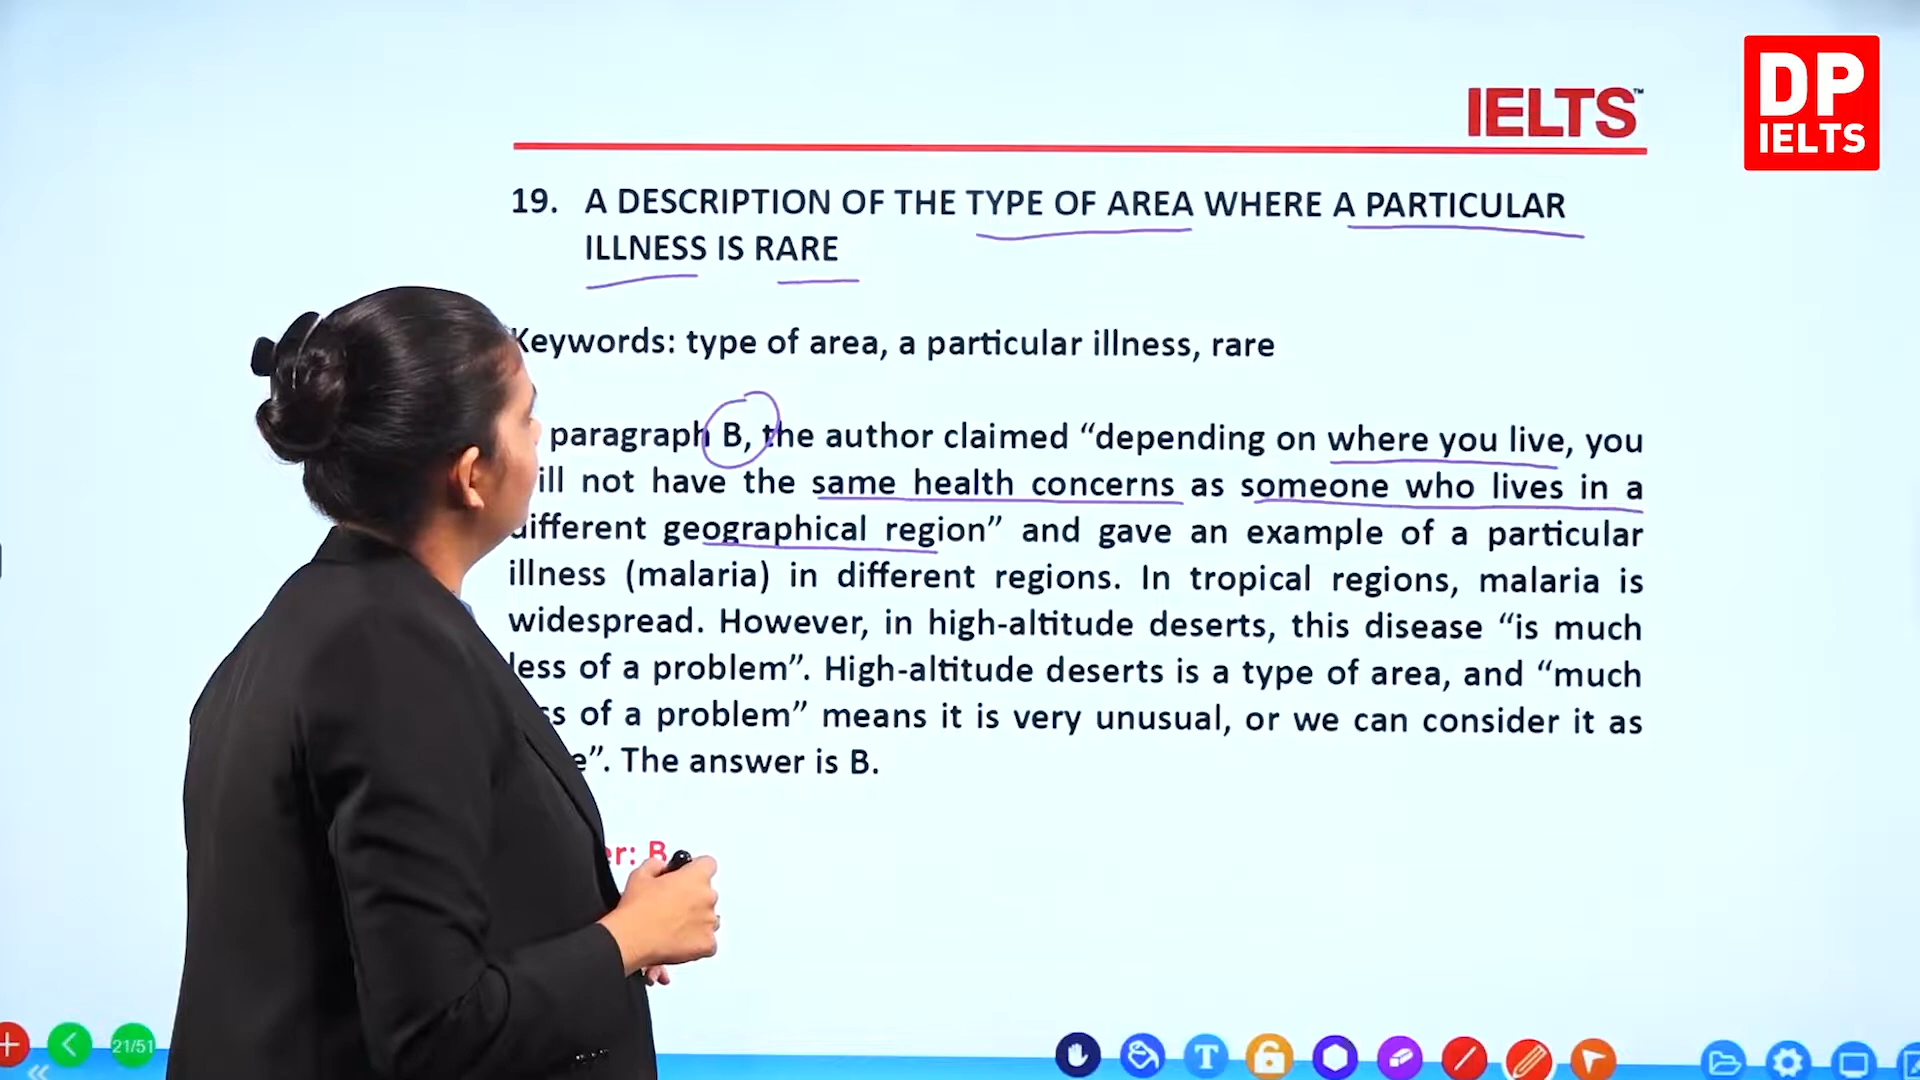 DP
IELTS
IELTS™
19. A DESCRIPTION OF THE TYPE OF AREA WHERE A PARTICULAR
ILLNESS IS RARE
Keywords: type of area, a particular illness, rare
paragraph B, the author claimed “depending on where you live, you
ill not have the same health concerns as someone who lives in a
different geographical region” and gave an example of a particular
illness (malaria) in different regions. In tropical regions, malaria is
widespread. However, in high-altitude deserts, this disease “is much
less of a problem”. High-altitude deserts is a type of area, and “much
ss of a problem” means it is very unusual, or we can consider it as
e”. The answer is B.
er: B
21/51
T